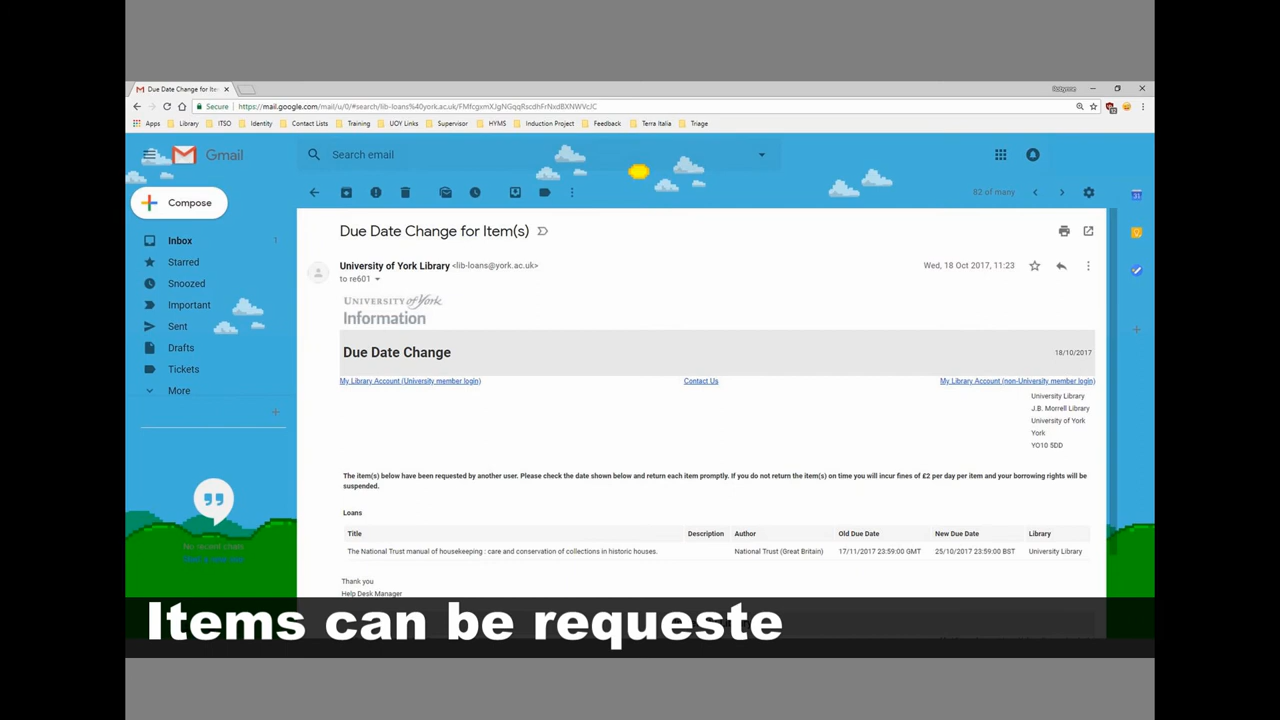 Due Date Change for Ite
Secure
https://mail.google.com/mail/u/0/#search/lib-loans%40york.ac.uk/FMfcgxmXJgNGqqRscdhFrNxdBXNWVClc
Apps Library ITSO Identity Contact Lists Training UOY Links Supervisor HYMS Induction Project Feedback Terra Italia Triage
Gmail
Search email
Compose
82 of many
Inbox 1
Starred
Snoozed
Important
Sent
Drafts
Tickets
More
No recent chats
Due Date Change for Item(s)
University of York Library <lib-loans@york.ac.uk>
Wed, 18 Oct 2017, 11:23
to re601
UNIVERSITY of York
Information
Due Date Change
18/10/2017
My Library Account (University member login) Contact Us My Library Account (non-University member login)
University Library
J.B. Morrell Library
University of York
York
YO10 5DD
The item(s) below have been requested by another user. Please check the date shown below and return each item promptly. If you do not return the item(s) on time you will incur fines of £2 per day per item and your borrowing rights will be
suspended.
Loans
Title Description Author Old Due Date New Due Date Library
The National Trust manual of housekeeping : care and conservation of collections in historic houses. National Trust (Great Britain) 17/11/2017 23:59:00 GMT 25/10/2017 23:59:00 BST University Library
Thank you
Help Desk Manager
Items can be requeste